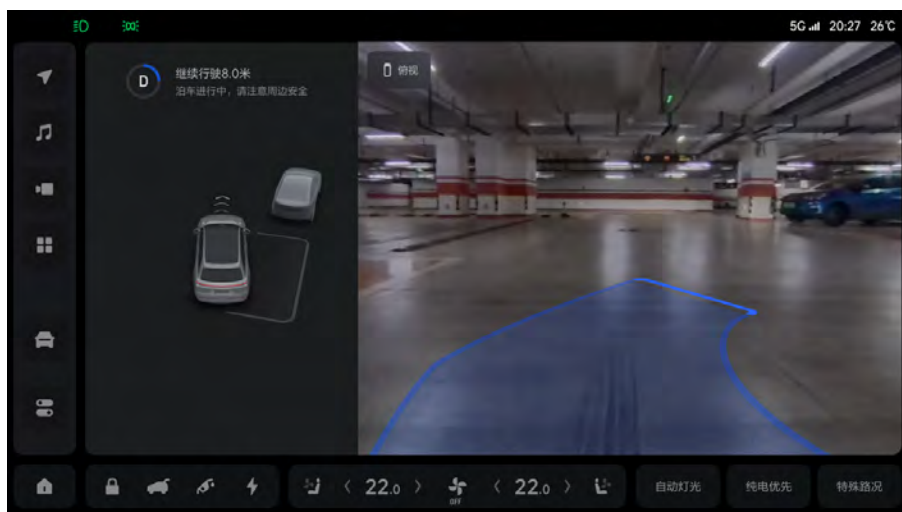 5G 20:27 26℃
D
继续行驶8.0米
泊车进行中，请注意周边安全
俯视
22.0
OFF
22.0
自动灯光
纯电优先
特殊路况